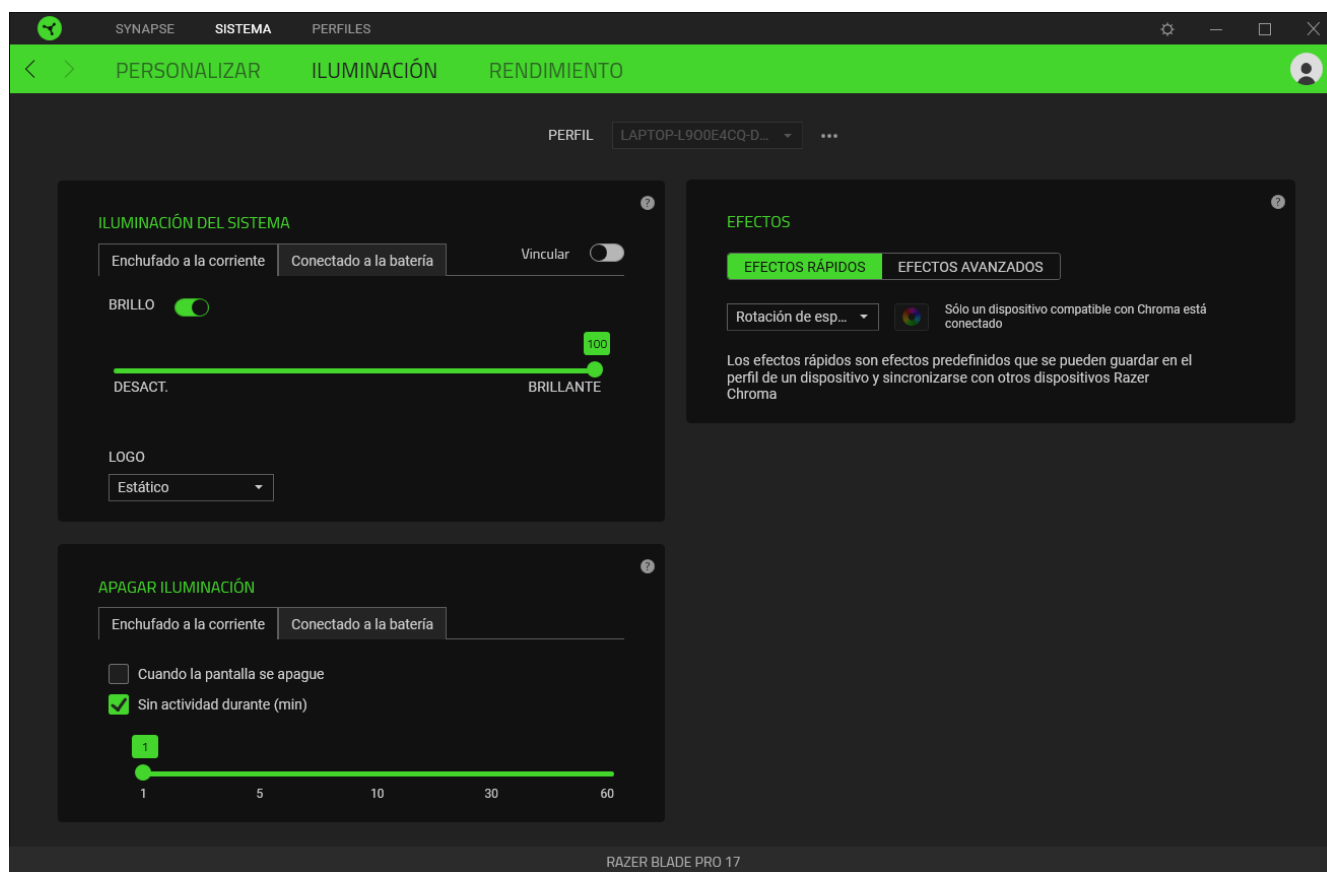 SYNAPSE SISTEMA PERFILES
PERSONALIZAR ILUMINACIÓN RENDIMIENTO
PERFIL LAPTOP-L9O0E4CQ-D...
ILUMINACIÓN DEL SISTEMA
Enchufado a la corriente Conectado a la batería Vincular
BRILLO
100
DESACT. BRILLANTE
LOGO
Estático
APAGAR ILUMINACIÓN
Enchufado a la corriente Conectado a la batería
Cuando la pantalla se apague
Sin actividad durante (min)
1
1 5 10 30 60
EFECTOS
EFECTOS RÁPIDOS EFECTOS AVANZADOS
Rotación de esp... Sólo un dispositivo compatible con Chroma está
conectado
Los efectos rápidos son efectos predefinidos que se pueden guardar en el
perfil de un dispositivo y sincronizarse con otros dispositivos Razer
Chroma
RAZER BLADE PRO 17